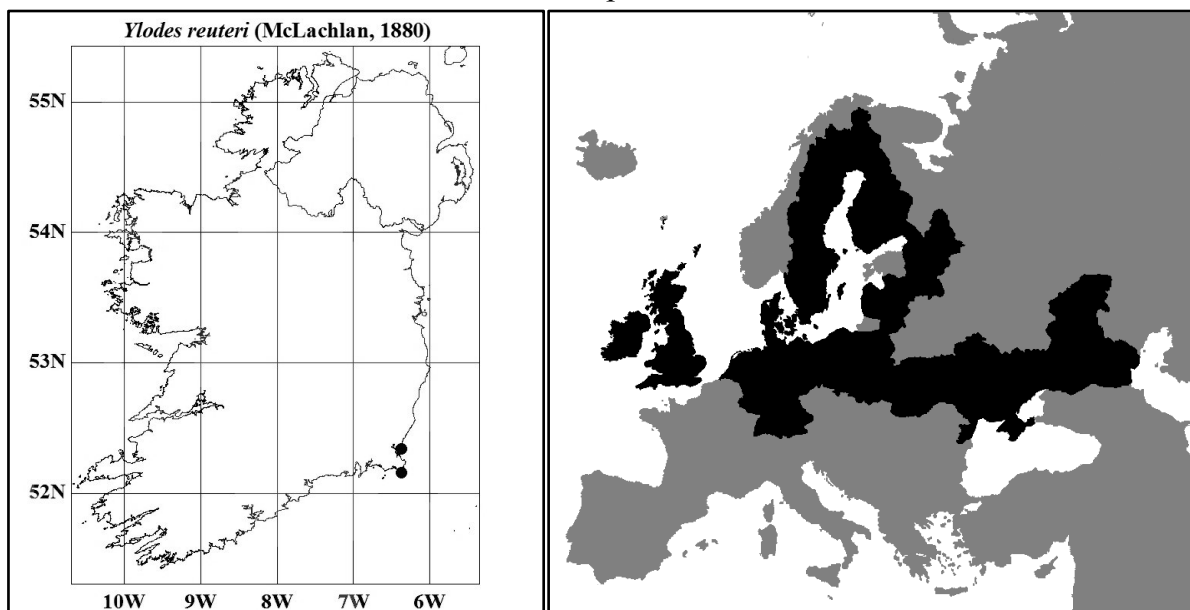 Ylodes reuteri (McLachlan, 1880)
55N
54N
53N
52N
10W 9W 8W 7W 6W